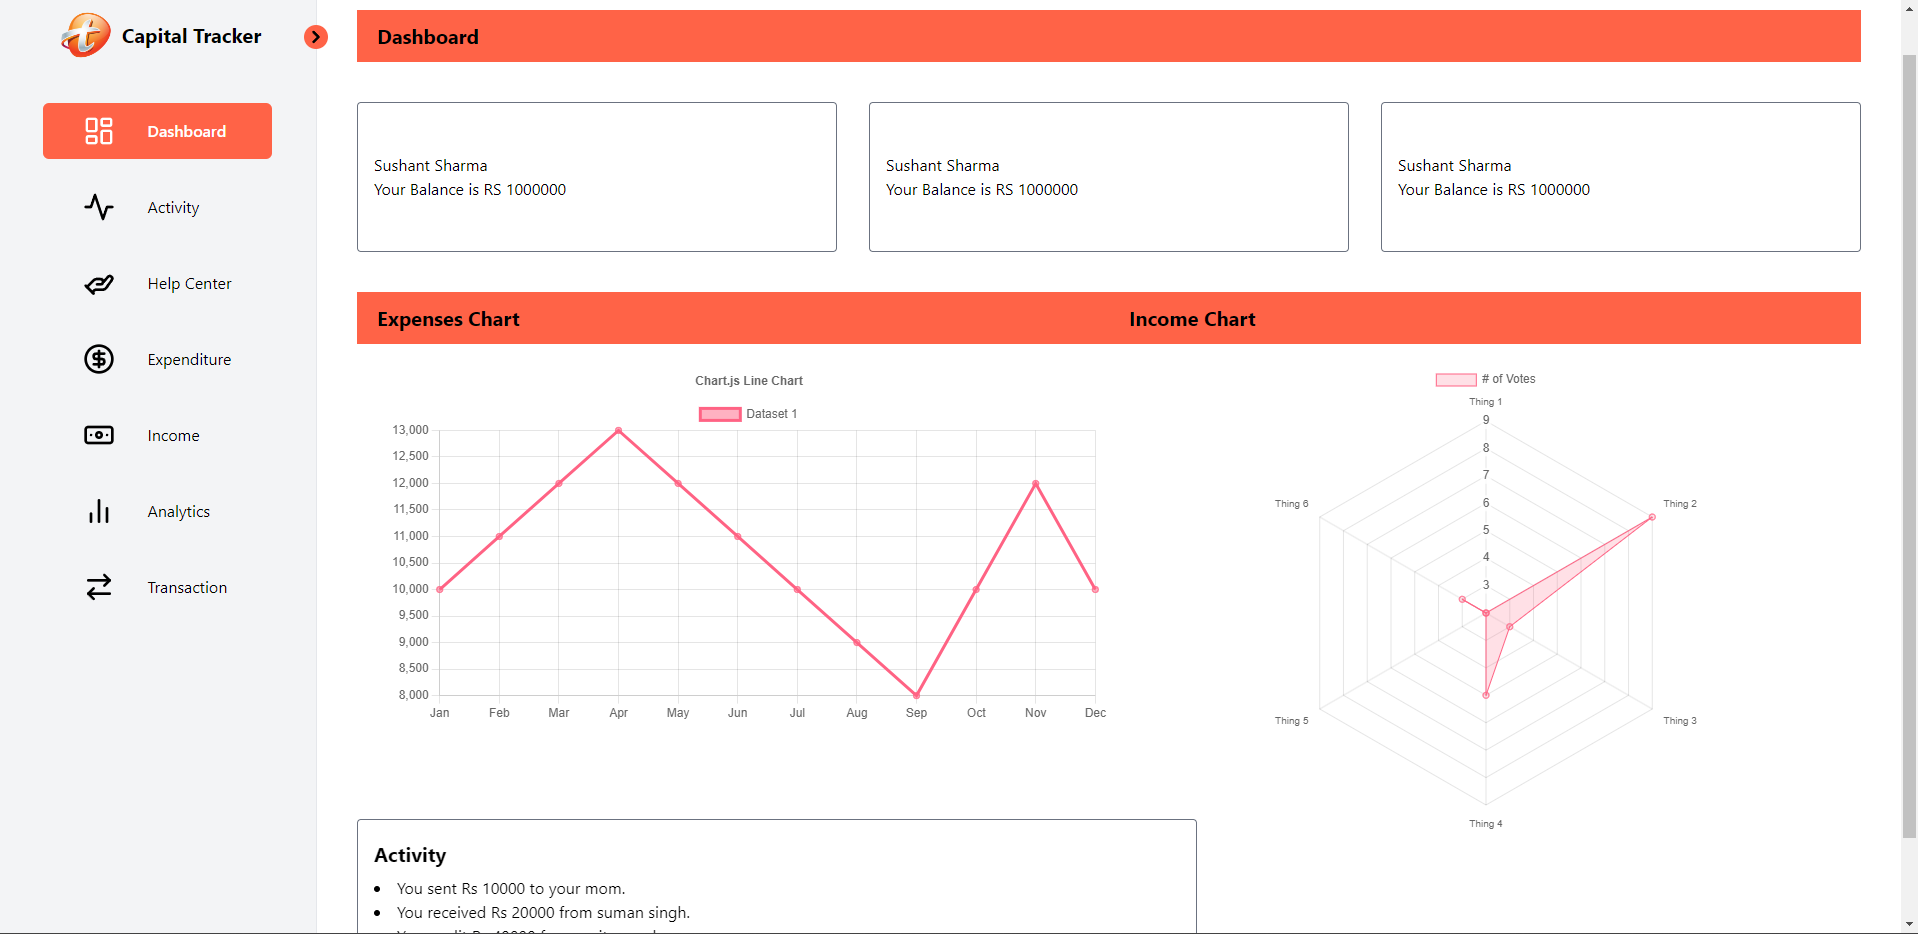 Capital Tracker
Dashboard
Activity
Help Center
Expenditure
Income
Analytics
Transaction
Dashboard
Sushant Sharma
Your Balance is RS 1000000
Sushant Sharma
Your Balance is RS 1000000
Sushant Sharma
Your Balance is RS 1000000
Expenses Chart
Income Chart
Chart.js Line Chart
Dataset 1
13,000
12,500
12,000
11,500
11,000
10,500
10,000
9,500
9,000
8,500
8,000
Jan Feb Mar Apr May Jun Jul Aug Sep Oct Nov Dec
# of Votes
Thing 1
9
8
7
6
5
4
3
Thing 6
Thing 2
Thing 5
Thing 3
Thing 4
Activity
You sent Rs 10000 to your mom.
You received Rs 20000 from suman singh.